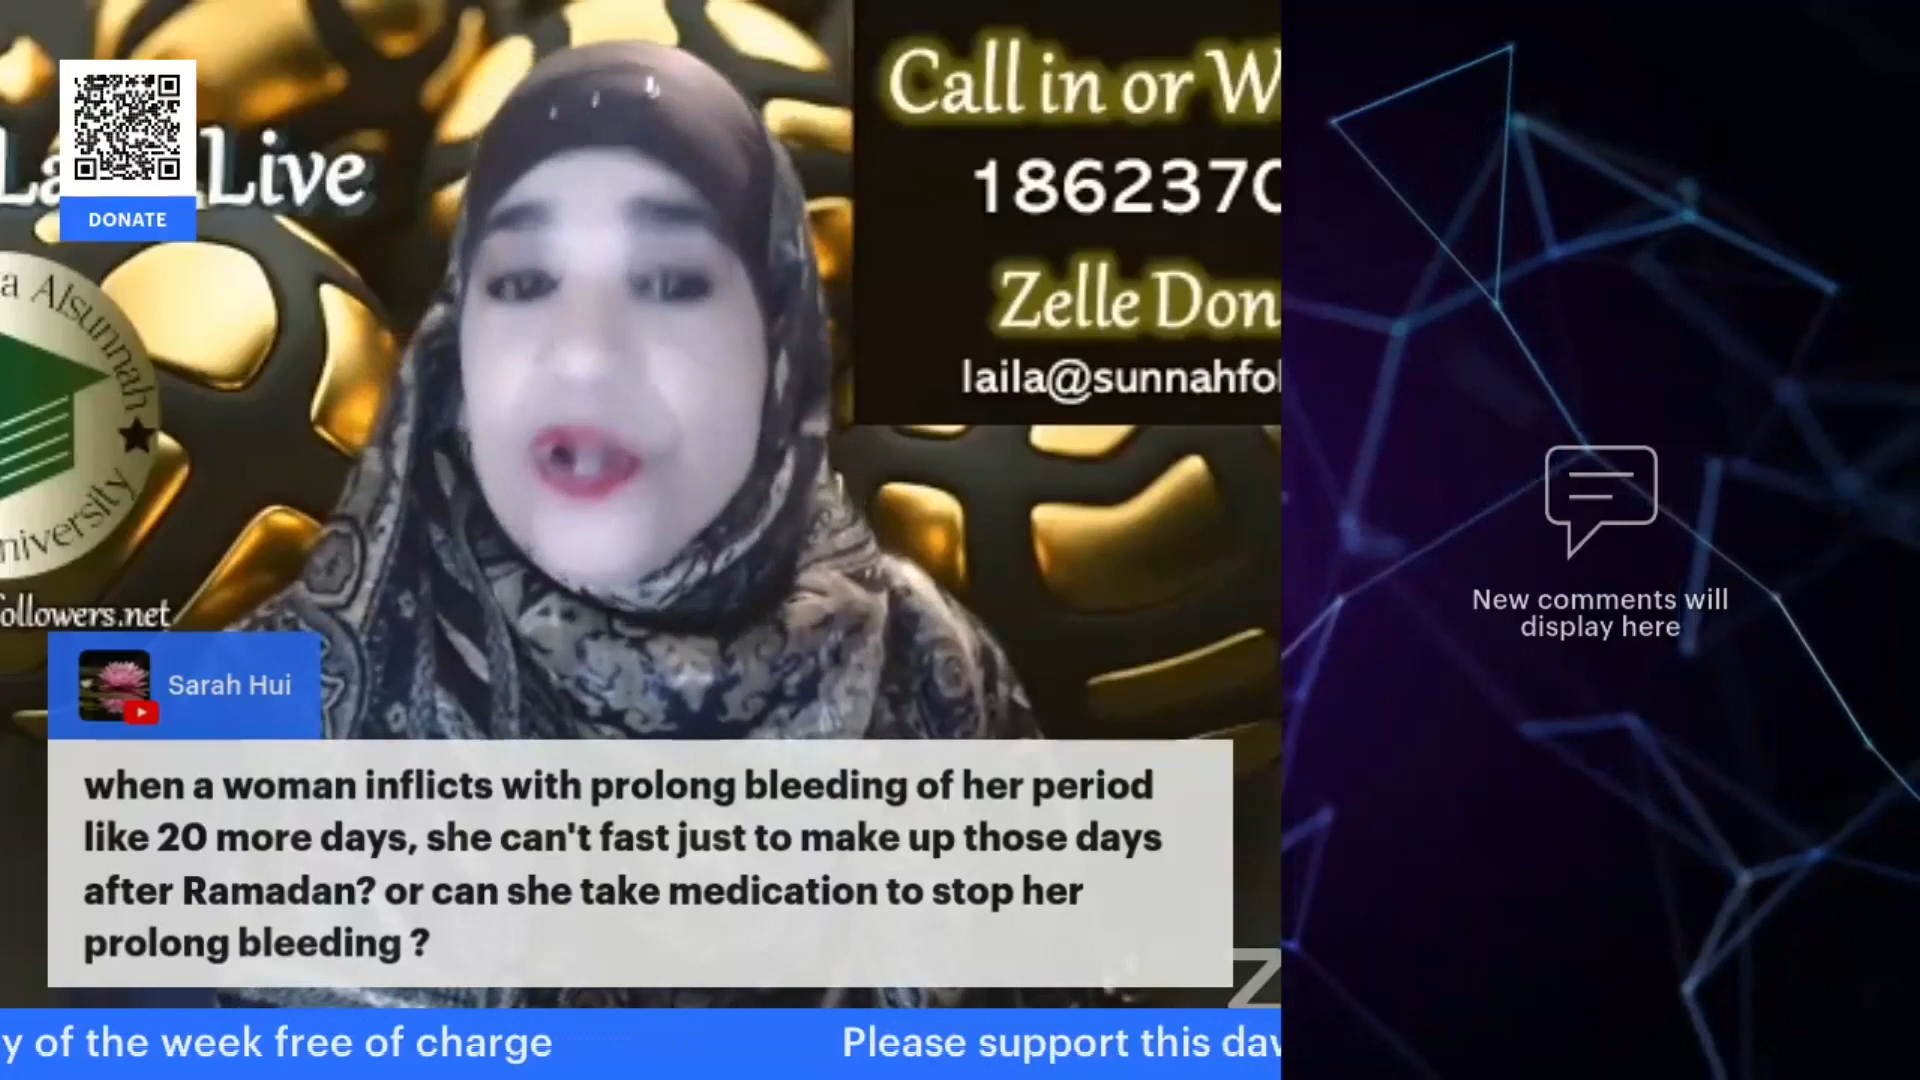 Live
DONATE
Call in or W
1862370
Zelle Don
laila@sunnahfol
a Alsunnah
niversity
followers.net
Sarah Hui
when a woman inflicts with prolong bleeding of her period
like 20 more days, she can't fast just to make up those days
after Ramadan? or can she take medication to stop her
prolong bleeding ?
New comments will
display here
y of the week free of charge
Please support this daw